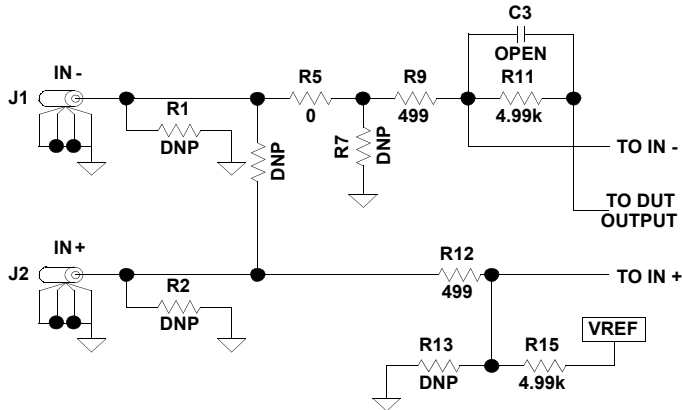 C3
OPEN
IN -
J1
R1
DNP
R5
0
R9
499
R11
4.99k
DNP
R7
DNP
TO IN -
TO DUT
OUTPUT
IN +
J2
R2
DNP
R12
499
TO IN +
VREF
R13
DNP
R15
4.99k